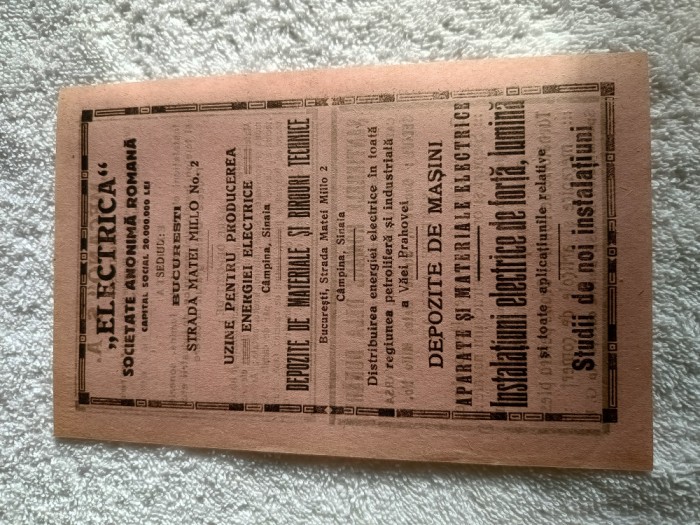 „ELECTRICA“
SOCIETATE ANONIMĂ ROMÂNĂ
CAPITAL SOCIAL 20.000.000 LEI
SEDIUL:
BUCUREȘTI
STRADA MATEI MILLO No. 2
UZINE PENTRU PRODUCEREA
ENERGIEI ELECTRICE
Câmpina, Sinaia
DEPOZITE DE MATERIALE ȘI BIROURI TECHNICE
București, Strada Matei Millo 2
Câmpina, Sinaia
Distribuirea energiei electrice în toată
regiunea petroliferă și industrială
a Văei Prahovei
DEPOZITE DE MAȘINI
APARATE ȘI MATERIALE ELECTRICE
Instalațiuni electrice de forță, lumină
și toate aplicațiunile relative
Studii de noi instalațiuni